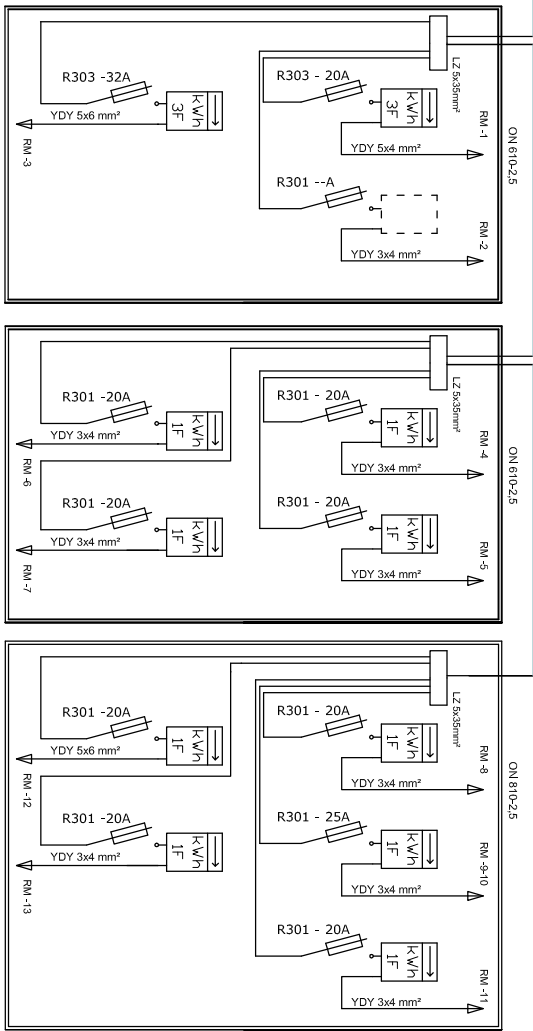 LZ 5x35mm²
ON 610-2,5
R303 -32A
kWh
3F
YDY 5x6 mm²
RM -3
R303 - 20A
kWh
3F
YDY 5x4 mm²
RM -1
R301 --A
YDY 3x4 mm²
RM -2
LZ 5x35mm²
ON 610-2,5
R301 -20A
kWh
1F
YDY 3x4 mm²
RM -6
R301 -20A
kWh
1F
YDY 3x4 mm²
RM -7
R301 - 20A
kWh
1F
YDY 3x4 mm²
RM -4
R301 - 20A
kWh
1F
YDY 3x4 mm²
RM -5
LZ 5x35mm²
ON 810-2,5
R301 -20A
kWh
1F
YDY 5x6 mm²
RM -12
R301 -20A
kWh
1F
YDY 3x4 mm²
RM -13
R301 - 20A
kWh
1F
YDY 3x4 mm²
RM -8
R301 - 25A
kWh
1F
YDY 3x4 mm²
RM -9-10
R301 - 20A
kWh
1F
YDY 3x4 mm²
RM -11